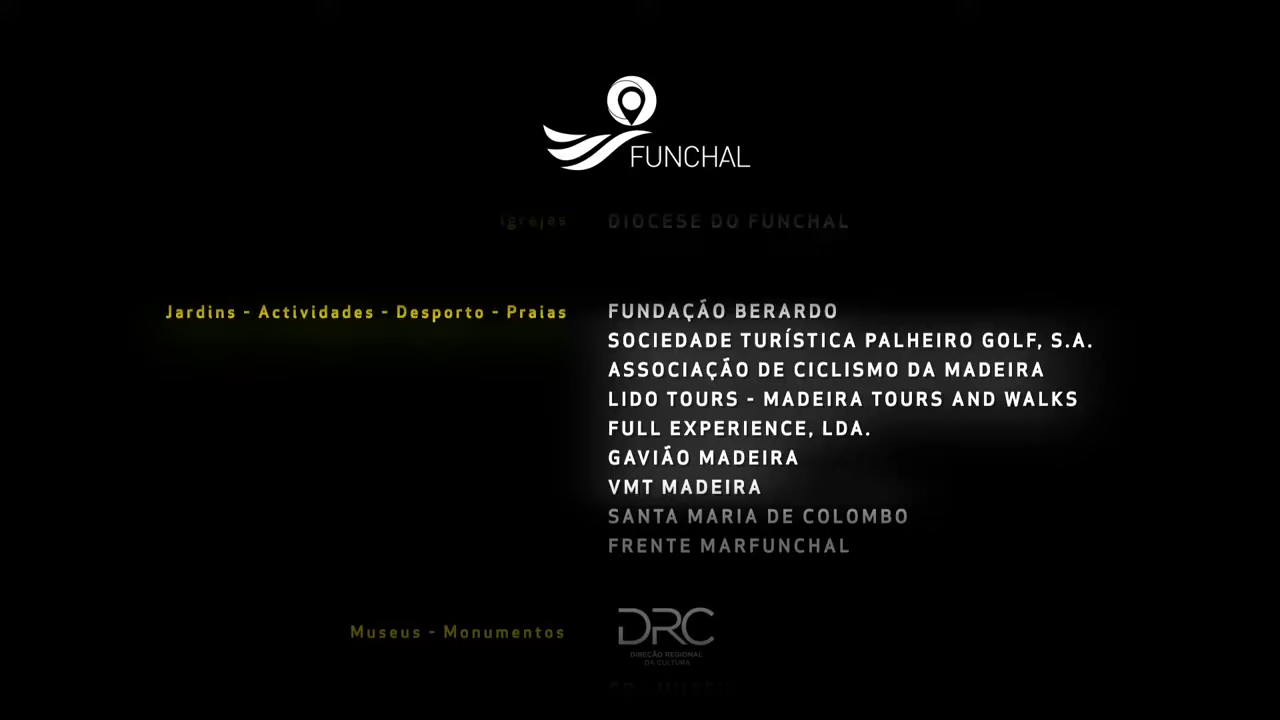 FUNCHAL
Igrejas DIOCESE DO FUNCHAL
Jardins - Actividades - Desporto - Praias FUNDAÇÃO BERARDO
SOCIEDADE TURÍSTICA PALHEIRO GOLF, S.A.
ASSOCIAÇÃO DE CICLISMO DA MADEIRA
LIDO TOURS - MADEIRA TOURS AND WALKS
FULL EXPERIENCE, LDA.
GAVIÃO MADEIRA
VMT MADEIRA
SANTA MARIA DE COLOMBO
FRENTE MARFUNCHAL
Museus - Monumentos DRC
DIREÇÃO REGIONAL
DA CULTURA